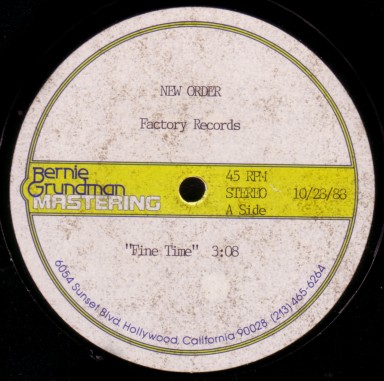 NEW ORDER
Factory Records
Bernie Grundman MASTERING
45 RPM
STEREO 10/23/83
A Side
"Fine Time" 3:08
6054 Sunset Blvd. Hollywood, California 90028 (213) 465-6264